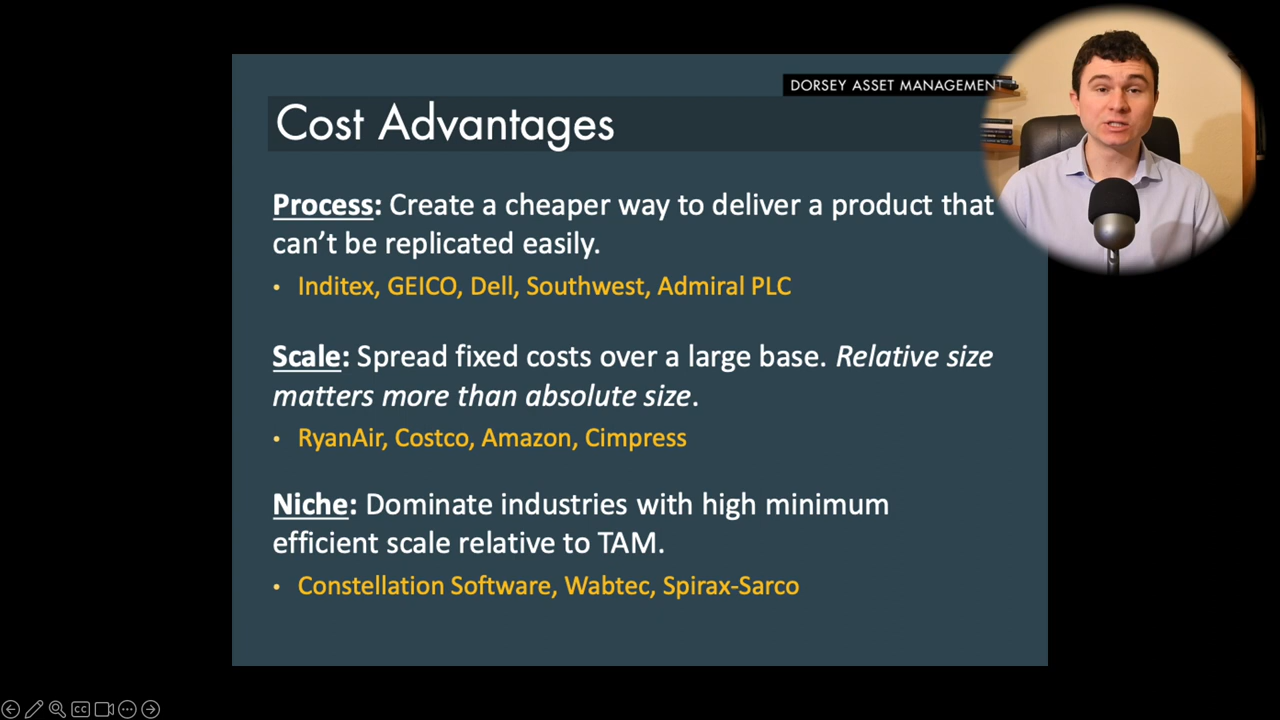 DORSEY ASSET MANAGEMENT
Cost Advantages
Process: Create a cheaper way to deliver a product that
can’t be replicated easily.
• Inditex, GEICO, Dell, Southwest, Admiral PLC
Scale: Spread fixed costs over a large base. Relative size
matters more than absolute size.
• RyanAir, Costco, Amazon, Cimpress
Niche: Dominate industries with high minimum
efficient scale relative to TAM.
• Constellation Software, Wabtec, Spirax-Sarco
CC